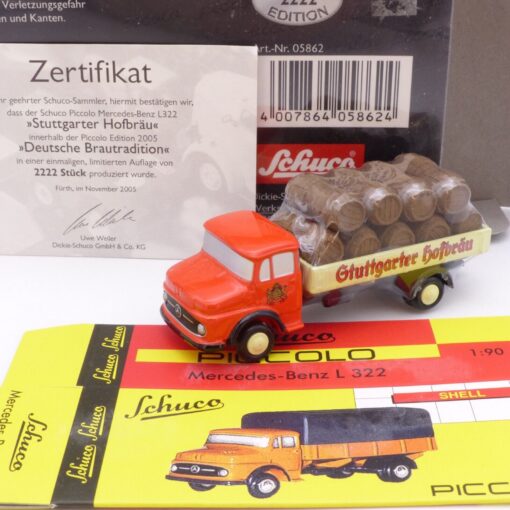 n Verletzungsgefahr
n und Kanten.
2222
EDITION
Art.-Nr. 05862
4 007864 058624
Schuco
Dickie-S
Zertifikat
hr geehrter Schuco-Sammler, hiermit bestätigen wir,
dass der Schuco Piccolo Mercedes-Benz L322
»Stuttgarter Hofbräu«
innerhalb der Piccolo Edition 2005
»Deutsche Brautradition«
in einer einmaligen, limitierten Auflage von
2222 Stück produziert wurde.
Fürth, im November 2005
Uwe Weiler
Dickie-Schuco GmbH & Co. KG
Stuttgarter Hofbräu
Schuco
PICCOLO
1:90
Mercedes-Benz L 322
SHELL
Schuco
Schuco
Schuco
Mercedes-B
PICCO